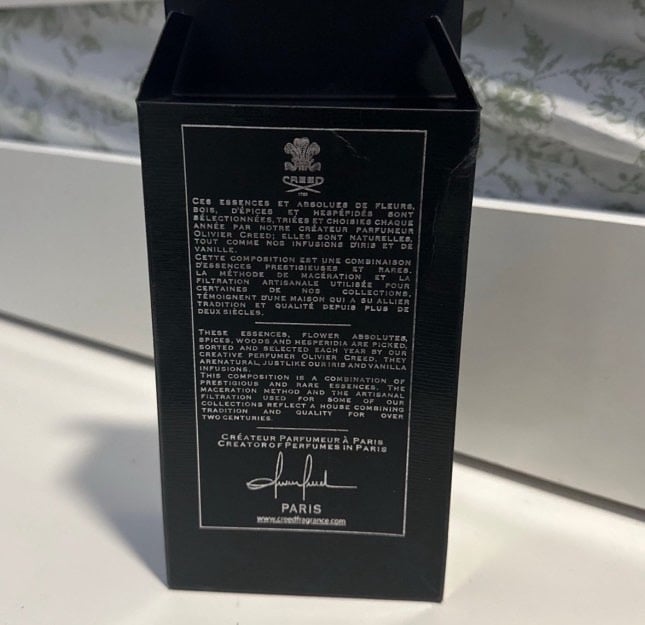 CREED
1760
CES ESSENCES ET ABSOLUES DE FLEURS,
BOIS, D'ÉPICES ET HESPÉRIDÉS SONT
SÉLECTIONNÉES, TRIÉES ET CHOISIES CHAQUE
ANNÉE PAR NOTRE CRÉATEUR PARFUMEUR
OLIVIER CREED; ELLES SONT NATURELLES,
TOUT COMME NOS INFUSIONS D'IRIS ET DE
VANILLE.
CETTE COMPOSITION EST UNE COMBINAISON
D'ESSENCES PRESTIGIEUSES ET RARES.
LA MÉTHODE DE MACÉRATION ET LA
FILTRATION ARTISANALE UTILISÉE POUR
CERTAINES DE NOS COLLECTIONS,
TÉMOIGNENT D'UNE MAISON QUI A SU ALLIER
TRADITION ET QUALITÉ DEPUIS PLUS DE
DEUX SIÈCLES.
THESE ESSENCES, FLOWER ABSOLUTES,
SPICES, WOODS AND HESPERIDIA ARE PICKED,
SORTED AND SELECTED EACH YEAR BY OUR
CREATIVE PERFUMER OLIVIER CREED, THEY
ARENATURAL, JUSTLIKE OUR IRIS AND VANILLA
INFUSIONS.
THIS COMPOSITION IS A COMBINATION OF
PRESTIGIOUS AND RARE ESSENCES. THE
MACERATION METHOD AND THE ARTISANAL
FILTRATION USED FOR SOME OF OUR
COLLECTIONS REFLECT A HOUSE COMBINING
TRADITION AND QUALITY FOR OVER
TWO CENTURIES.
CRÉATEUR PARFUMEUR À PARIS
CREATOR OF PERFUMES IN PARIS
PARIS
www.creedfragrance.com